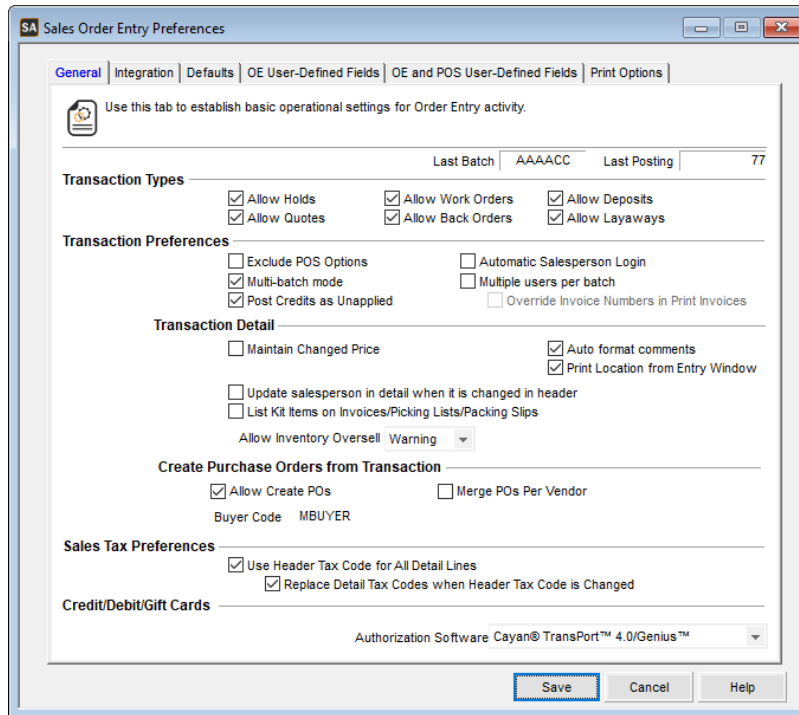 SA Sales Order Entry Preferences
General Integration Defaults OE User-Defined Fields OE and POS User-Defined Fields Print Options
Use this tab to establish basic operational settings for Order Entry activity.
Last Batch AAAACC Last Posting 77
Transaction Types
Allow Holds Allow Work Orders Allow Deposits
Allow Quotes Allow Back Orders Allow Layaways
Transaction Preferences
Exclude POS Options Automatic Salesperson Login
Multi-batch mode Multiple users per batch
Post Credits as Unapplied Override Invoice Numbers in Print Invoices
Transaction Detail
Maintain Changed Price Auto format comments
Print Location from Entry Window
Update salesperson in detail when it is changed in header
List Kit Items on Invoices/Picking Lists/Packing Slips
Allow Inventory Oversell Warning
Create Purchase Orders from Transaction
Allow Create POs Merge POs Per Vendor
Buyer Code MBUYER
Sales Tax Preferences
Use Header Tax Code for All Detail Lines
Replace Detail Tax Codes when Header Tax Code is Changed
Credit/Debit/Gift Cards
Authorization Software Cayan® TransPort™ 4.0/Genius™
Save Cancel Help